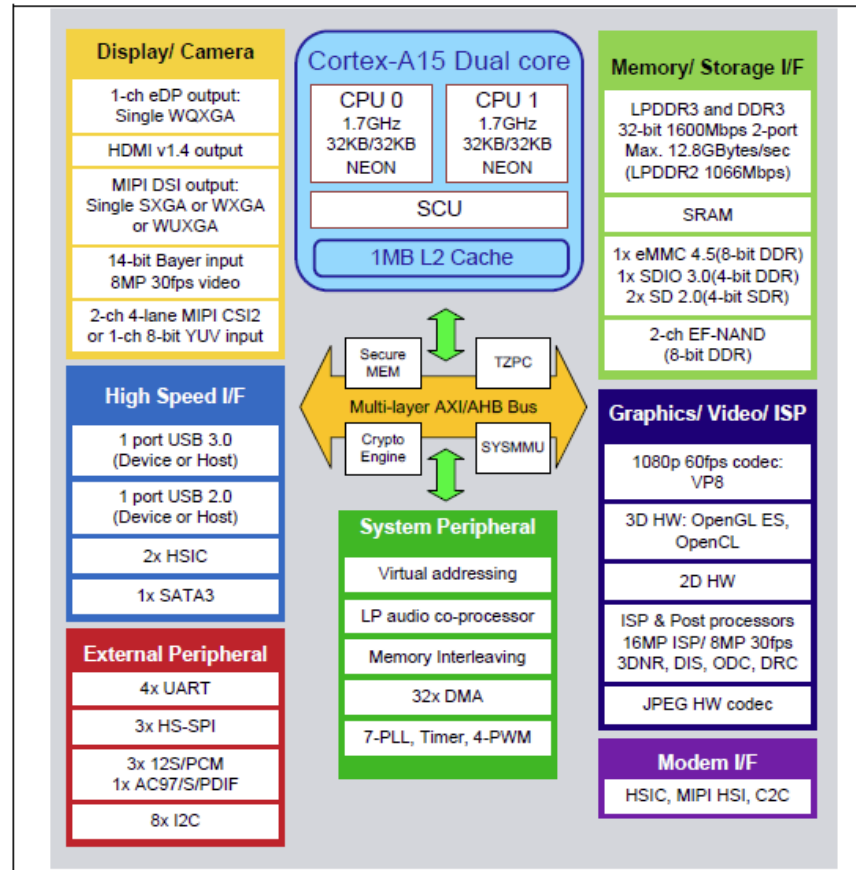 Display/ Camera
1-ch eDP output:
Single WQXGA
HDMI v1.4 output
MIPI DSI output:
Single SXGA or WXGA
or WUXGA
14-bit Bayer input
8MP 30fps video
2-ch 4-lane MIPI CSI2
or 1-ch 8-bit YUV input
High Speed I/F
1 port USB 3.0
(Device or Host)
1 port USB 2.0
(Device or Host)
2x HSIC
1x SATA3
External Peripheral
4x UART
3x HS-SPI
3x 12S/PCM
1x AC97/S/PDIF
8x I2C
Cortex-A15 Dual core
CPU 0
1.7GHz
32KB/32KB
NEON
CPU 1
1.7GHz
32KB/32KB
NEON
SCU
1MB L2 Cache
Secure
MEM
TZPC
Multi-layer AXI/AHB Bus
Crypto
Engine
SYSMMU
System Peripheral
Virtual addressing
LP audio co-processor
Memory Interleaving
32x DMA
7-PLL, Timer, 4-PWM
Memory/ Storage I/F
LPDDR3 and DDR3
32-bit 1600Mbps 2-port
Max. 12.8GBytes/sec
(LPDDR2 1066Mbps)
SRAM
1x eMMC 4.5(8-bit DDR)
1x SDIO 3.0(4-bit DDR)
2x SD 2.0(4-bit SDR)
2-ch EF-NAND
(8-bit DDR)
Graphics/ Video/ ISP
1080p 60fps codec:
VP8
3D HW: OpenGL ES,
OpenCL
2D HW
ISP & Post processors
16MP ISP/ 8MP 30fps
3DNR, DIS, ODC, DRC
JPEG HW codec
Modem I/F
HSIC, MIPI HSI, C2C